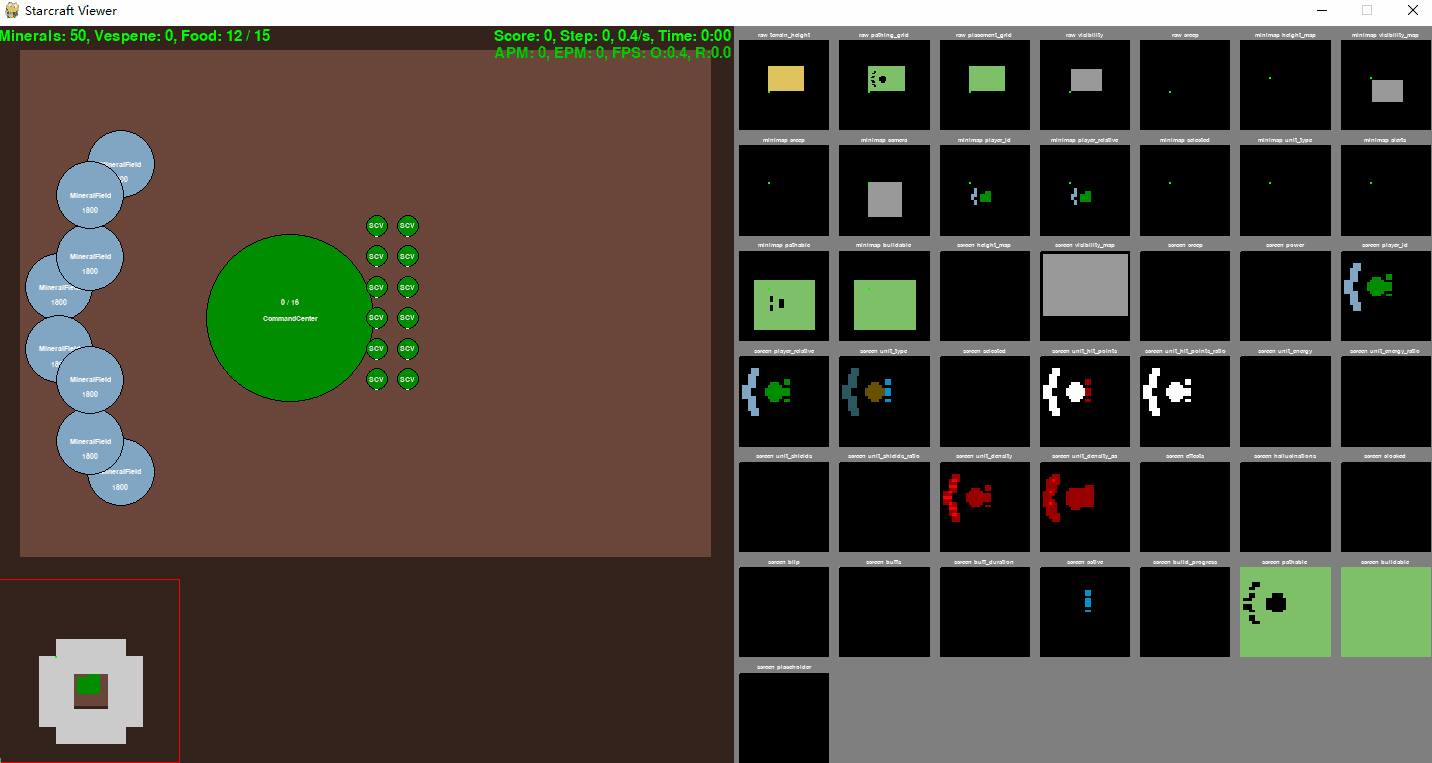 Starcraft Viewer
Minerals: 50, Vespene: 0, Food: 12 / 15
Score: 0, Step: 0, 0.4/s, Time: 0:00
APM: 0, EPM: 0, FPS: O:0.4, R:0.0
MineralField
MineralField
1800
MineralField
1800
MineralField
1800
MineralField
MineralField
1800
MineralField
1800
MineralField
1800
0 / 16
CommandCenter
SCV SCV
SCV SCV
SCV SCV
SCV SCV
SCV SCV
SCV SCV
raw terrain_height raw pathing_grid raw placement_grid raw visibility raw creep minimap height_map minimap visibility_map
minimap creep minimap camera minimap player_id minimap player_relative minimap selected minimap unit_type minimap alerts
minimap pathable minimap buildable screen height_map screen visibility_map screen creep screen power screen player_id
screen player_relative screen unit_type screen selected screen unit_hit_points screen unit_hit_points_ratio screen unit_energy screen unit_energy_ratio
screen unit_shields screen unit_shields_ratio screen unit_density screen unit_density_aa screen effects screen hallucinations screen cloaked
screen blip screen buffs screen buff_duration screen active screen build_progress screen pathable screen buildable
screen placeholder